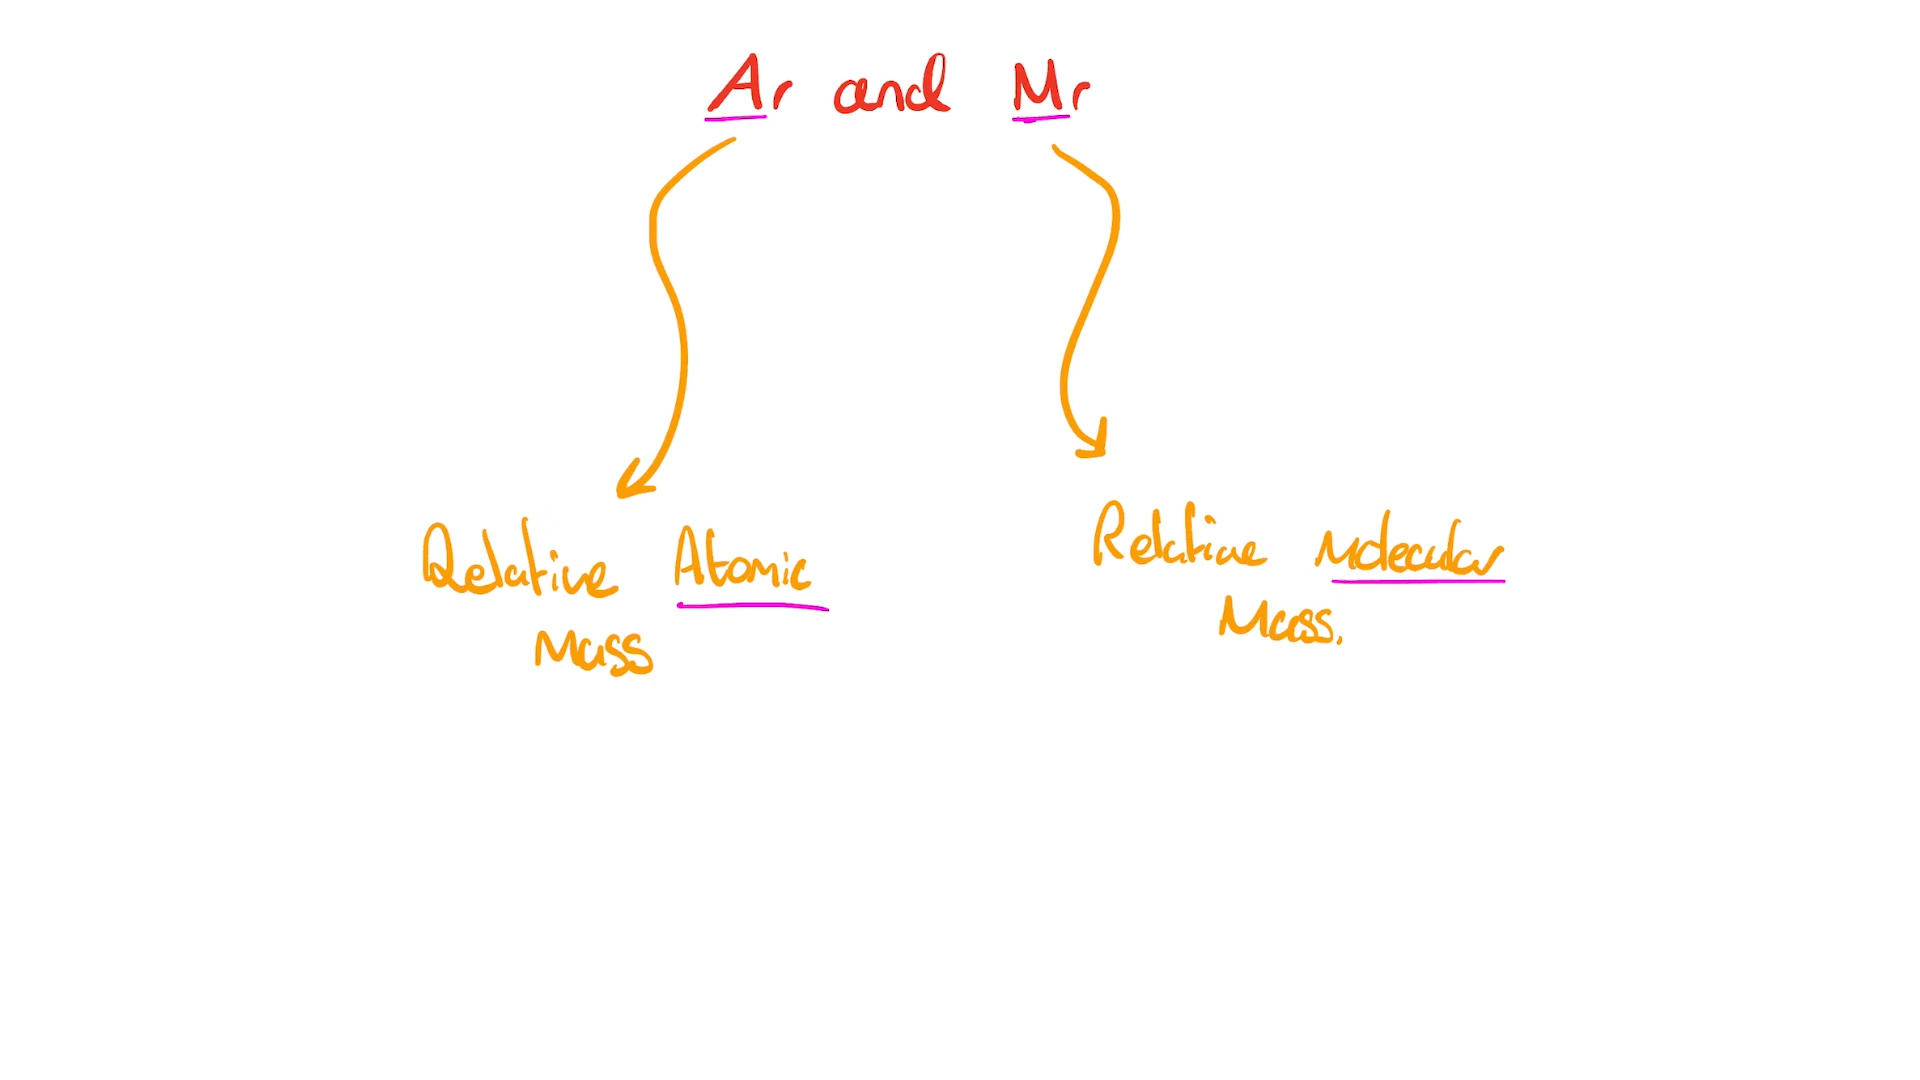 Ar and Mr
Relative Atomic
Mass
Relative Molecular
Mass.